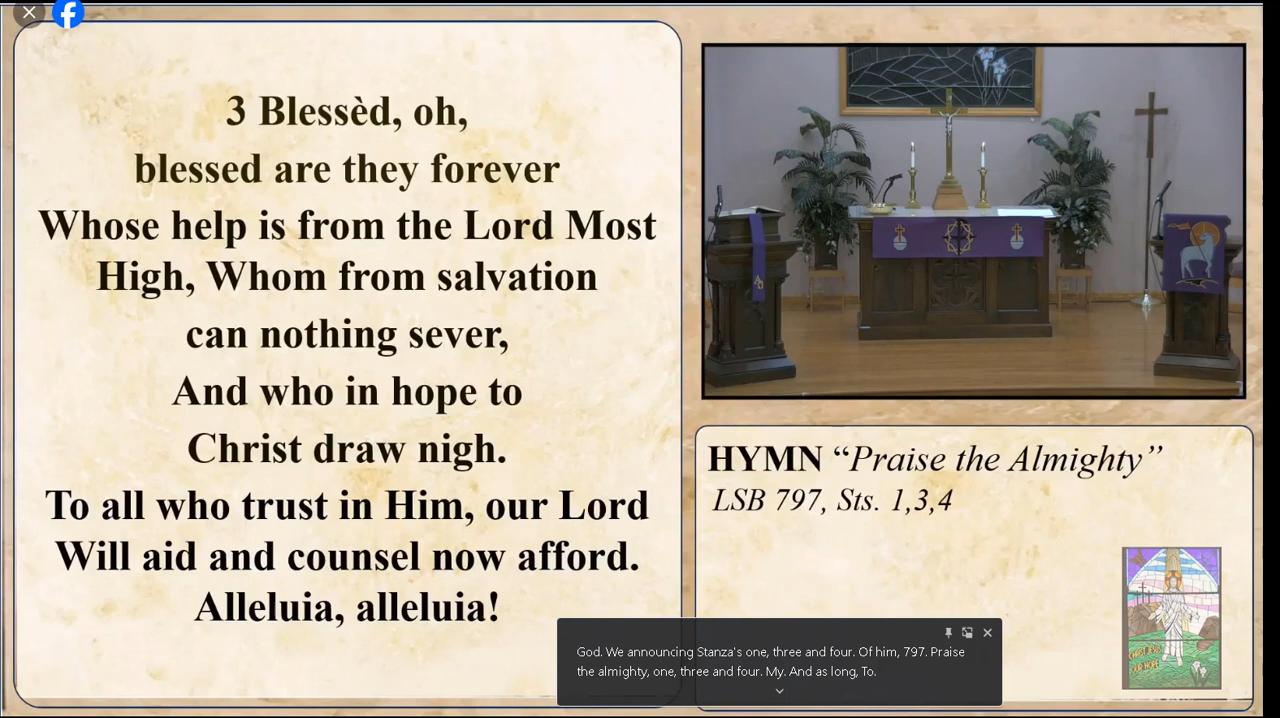 3 Blessèd, oh,
blessed are they forever
Whose help is from the Lord Most
High, Whom from salvation
can nothing sever,
And who in hope to
Christ draw nigh.
To all who trust in Him, our Lord
Will aid and counsel now afford.
Alleluia, alleluia!
HYMN “Praise the Almighty”
LSB 797, Sts. 1,3,4
God. We announcing Stanza's one, three and four. Of him, 797. Praise
the almighty, one, three and four. My. And as long, To.